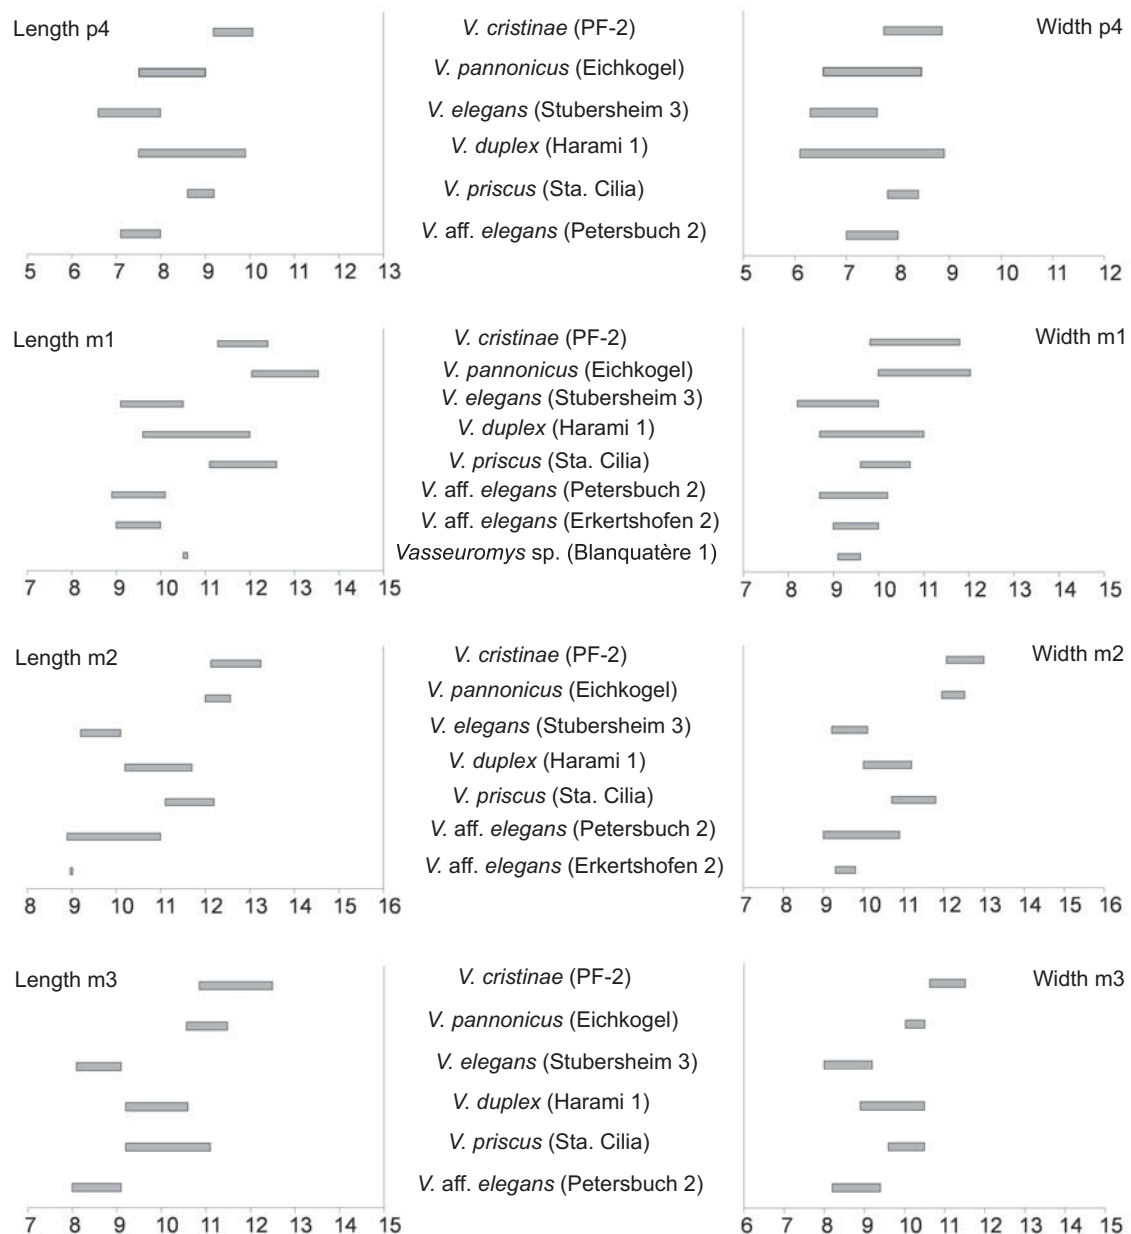 Length p4
Width p4
V. cristinae (PF-2)
V. pannonicus (Eichkogel)
V. elegans (Stubersheim 3)
V. duplex (Harami 1)
V. priscus (Sta. Cilia)
V. aff. elegans (Petersbuch 2)
5 6 7 8 9 10 11 12 13
5 6 7 8 9 10 11 12
Length m1
Width m1
V. cristinae (PF-2)
V. pannonicus (Eichkogel)
V. elegans (Stubersheim 3)
V. duplex (Harami 1)
V. priscus (Sta. Cilia)
V. aff. elegans (Petersbuch 2)
V. aff. elegans (Erkertshofen 2)
Vasseuromys sp. (Blanquatère 1)
7 8 9 10 11 12 13 14 15
7 8 9 10 11 12 13 14 15
Length m2
Width m2
V. cristinae (PF-2)
V. pannonicus (Eichkogel)
V. elegans (Stubersheim 3)
V. duplex (Harami 1)
V. priscus (Sta. Cilia)
V. aff. elegans (Petersbuch 2)
V. aff. elegans (Erkertshofen 2)
8 9 10 11 12 13 14 15 16
7 8 9 10 11 12 13 14 15 16
Length m3
Width m3
V. cristinae (PF-2)
V. pannonicus (Eichkogel)
V. elegans (Stubersheim 3)
V. duplex (Harami 1)
V. priscus (Sta. Cilia)
V. aff. elegans (Petersbuch 2)
7 8 9 10 11 12 13 14 15
6 7 8 9 10 11 12 13 14 15